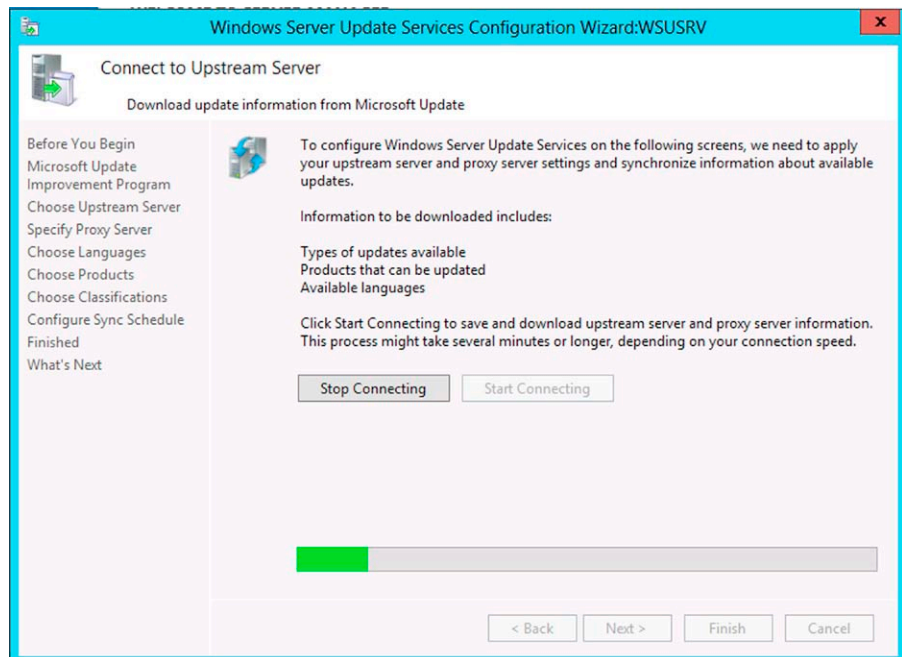 Windows Server Update Services Configuration Wizard:WSUSRV
x
Connect to Upstream Server
Download update information from Microsoft Update
Before You Begin
Microsoft Update
Improvement Program
Choose Upstream Server
Specify Proxy Server
Choose Languages
Choose Products
Choose Classifications
Configure Sync Schedule
Finished
What's Next
To configure Windows Server Update Services on the following screens, we need to apply
your upstream server and proxy server settings and synchronize information about available
updates.
Information to be downloaded includes:
Types of updates available
Products that can be updated
Available languages
Click Start Connecting to save and download upstream server and proxy server information.
This process might take several minutes or longer, depending on your connection speed.
Stop Connecting
Start Connecting
< Back
Next >
Finish
Cancel